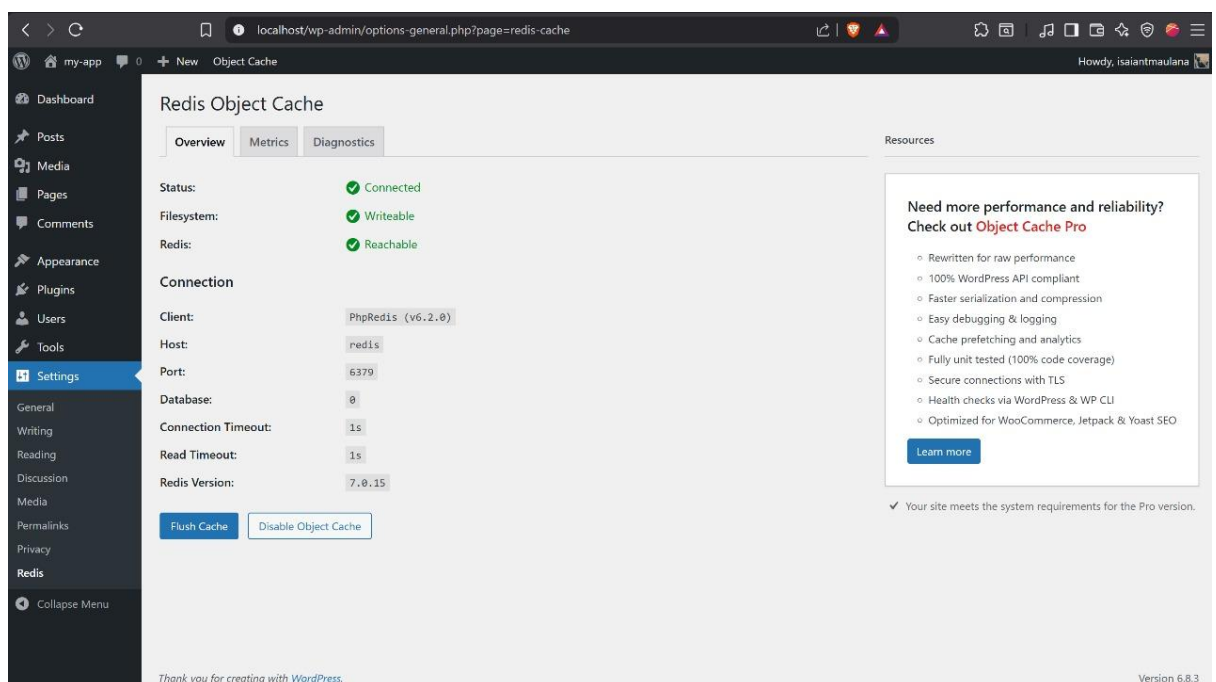 localhost/wp-admin/options-general.php?page=redis-cache
my-app 0 + New Object Cache Howdy, isaiantmaulana
Dashboard
Posts
Media
Pages
Comments
Appearance
Plugins
Users
Tools
Settings
General
Writing
Reading
Discussion
Media
Permalinks
Privacy
Redis
Collapse Menu
Redis Object Cache
Overview Metrics Diagnostics
Status: Connected
Filesystem: Writeable
Redis: Reachable
Connection
Client: PhpRedis (v6.2.0)
Host: redis
Port: 6379
Database: 0
Connection Timeout: 1s
Read Timeout: 1s
Redis Version: 7.0.15
Flush Cache Disable Object Cache
Resources
Need more performance and reliability?
Check out Object Cache Pro
Rewritten for raw performance
100% WordPress API compliant
Faster serialization and compression
Easy debugging & logging
Cache prefetching and analytics
Fully unit tested (100% code coverage)
Secure connections with TLS
Health checks via WordPress & WP CLI
Optimized for WooCommerce, Jetpack & Yoast SEO
Learn more
Your site meets the system requirements for the Pro version.
Thank you for creating with WordPress. Version 6.8.3